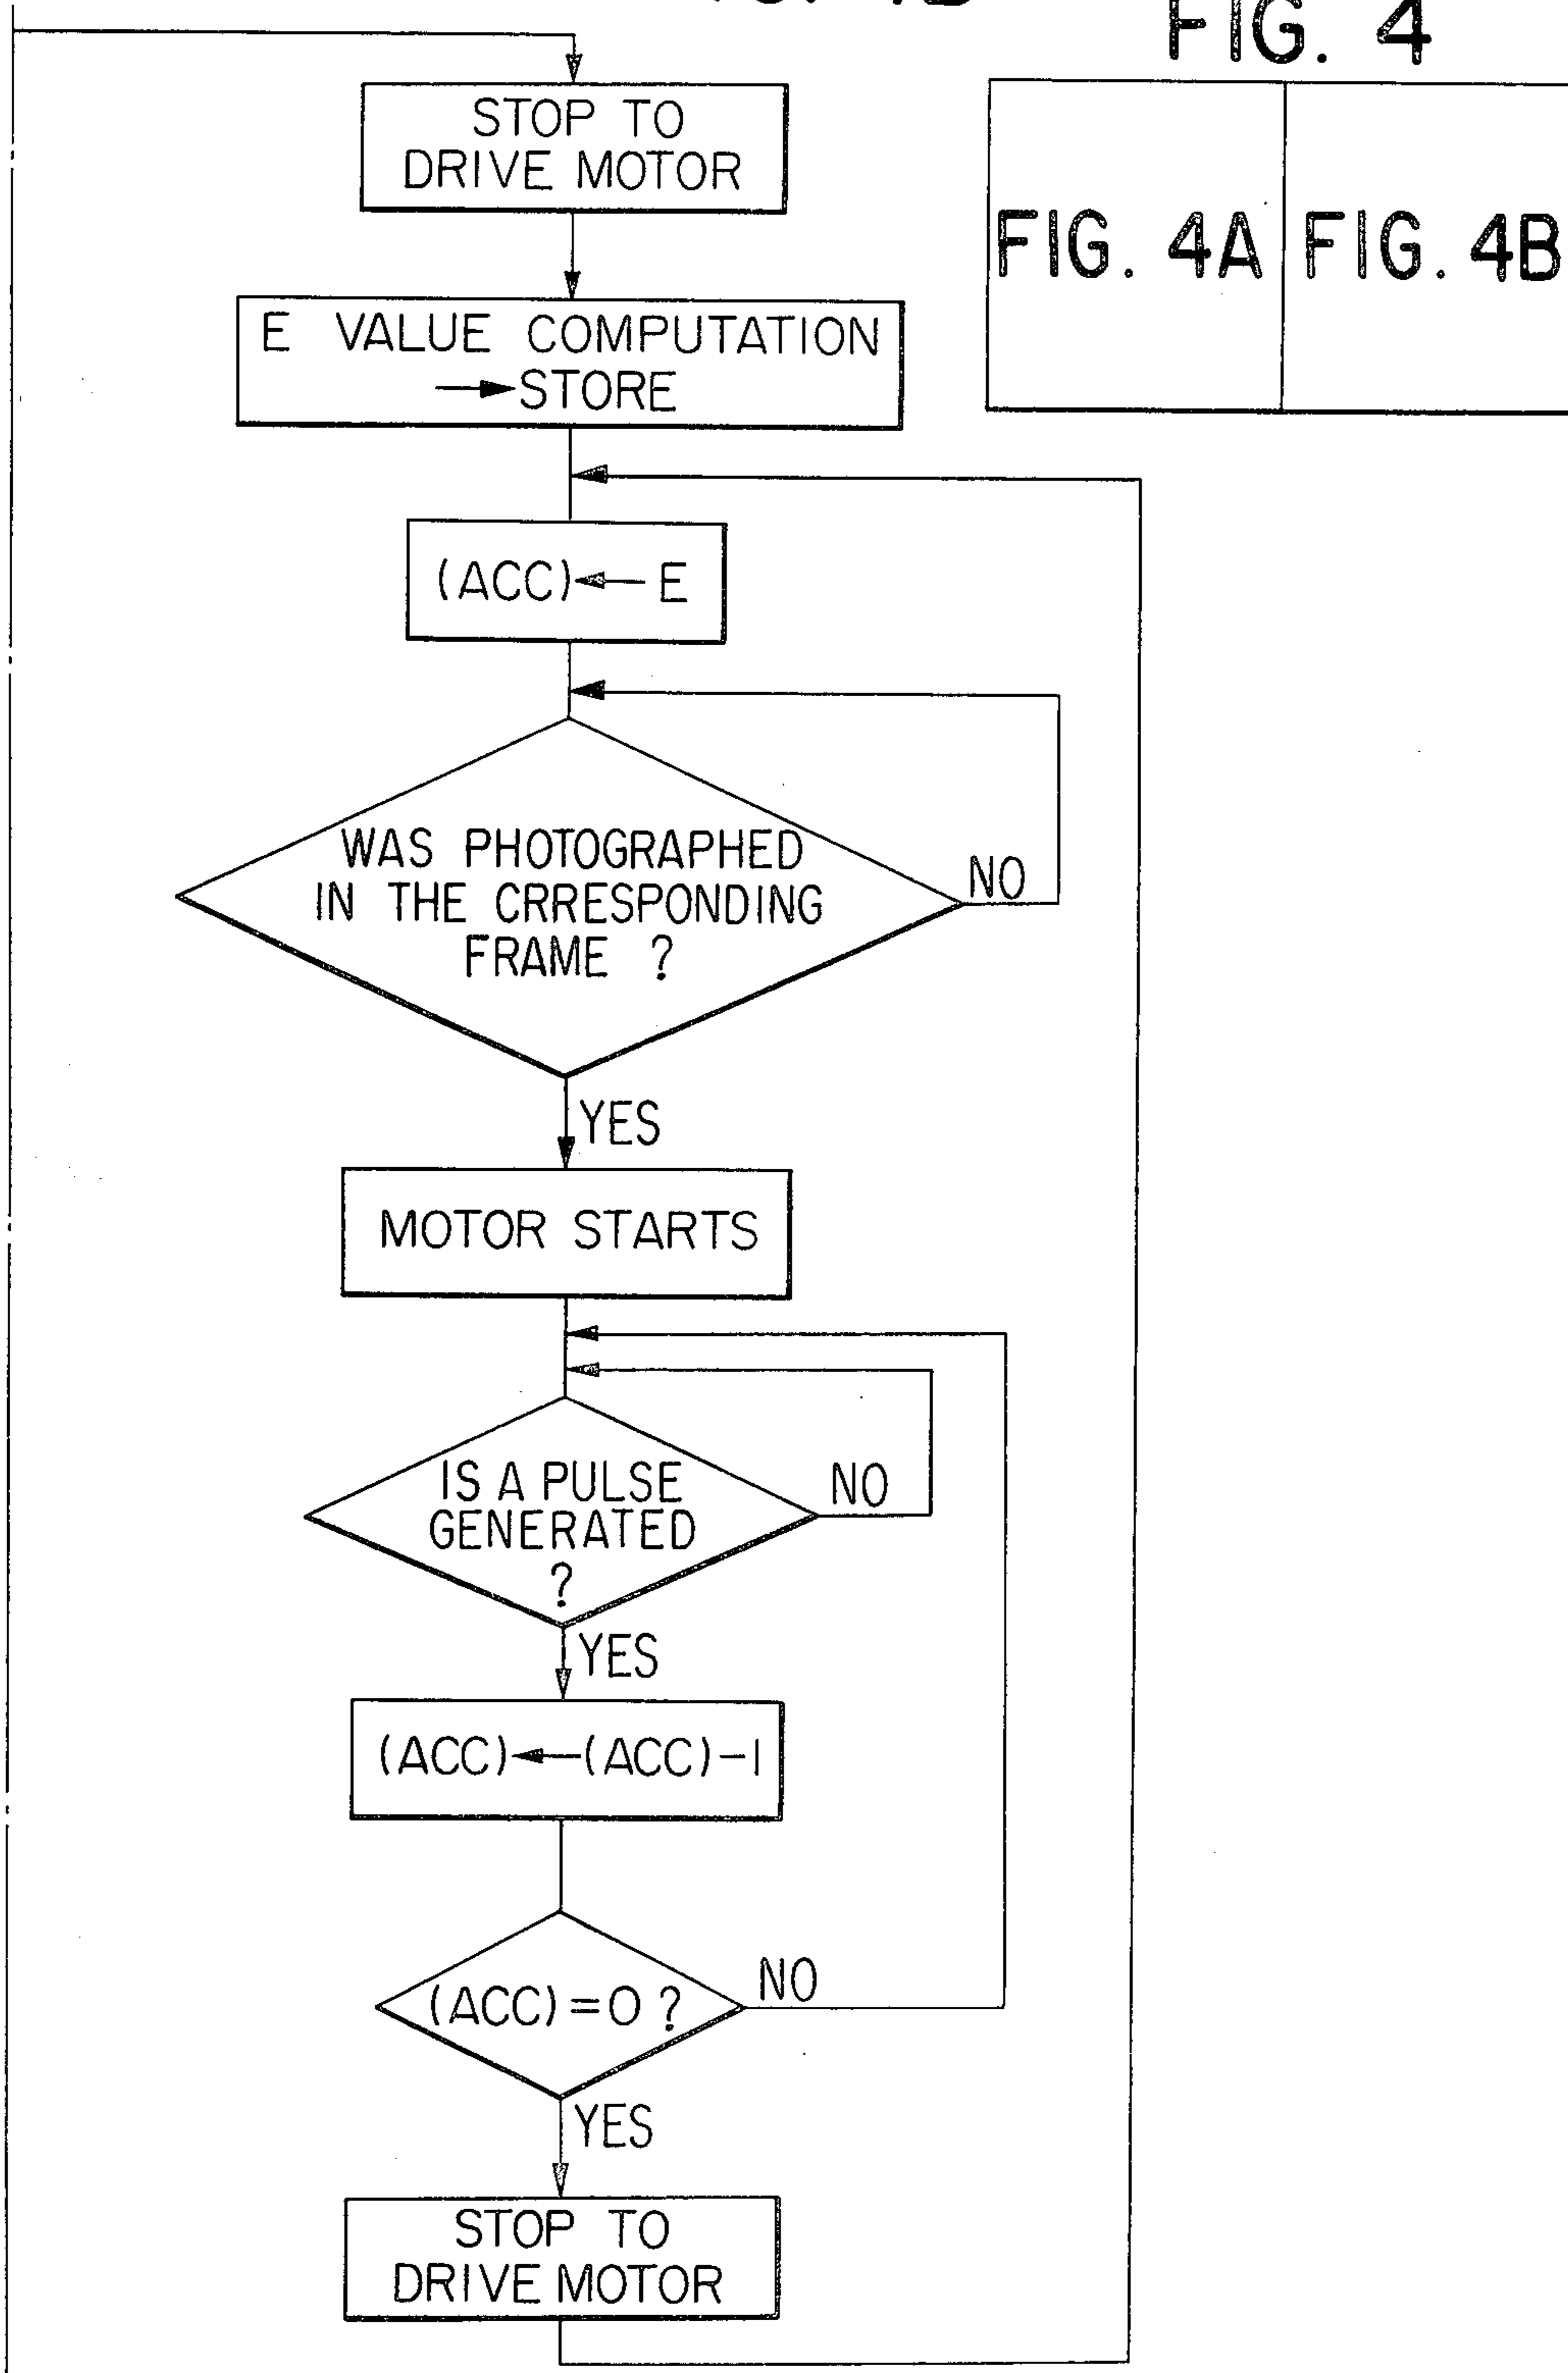 FIG. 4
FIG. 4A
FIG. 4B
STOP TO
DRIVE MOTOR
E VALUE COMPUTATION
→ STORE
(ACC) ← E
WAS PHOTOGRAPHED
IN THE CRRESPONDING
FRAME ?
NO
YES
MOTOR STARTS
IS A PULSE
GENERATED
?
NO
YES
(ACC) ← (ACC) - 1
(ACC) = 0 ?
NO
YES
STOP TO
DRIVE MOTOR